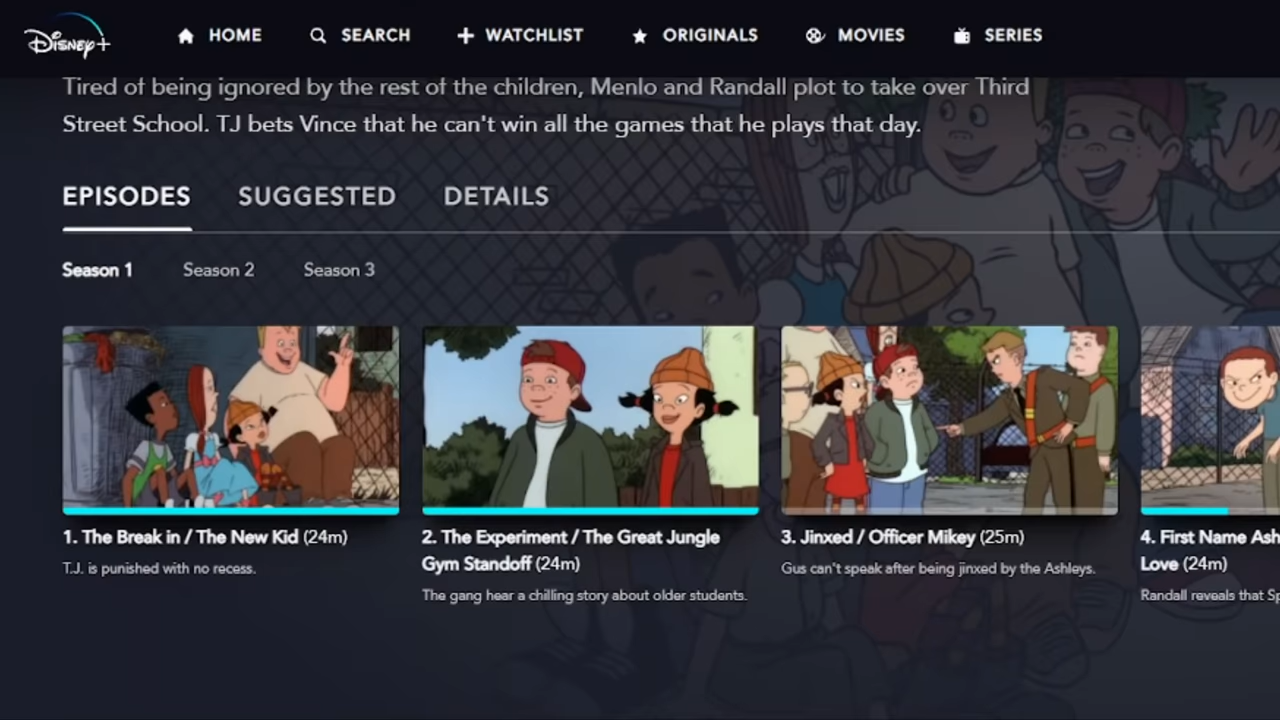 Disney+ HOME SEARCH WATCHLIST ORIGINALS MOVIES SERIES
Tired of being ignored by the rest of the children, Menlo and Randall plot to take over Third
Street School. TJ bets Vince that he can't win all the games that he plays that day.
EPISODES SUGGESTED DETAILS
Season 1 Season 2 Season 3
1. The Break in / The New Kid (24m)
T.J. is punished with no recess.
2. The Experiment / The Great Jungle
Gym Standoff (24m)
The gang hear a chilling story about older students.
3. Jinxed / Officer Mikey (25m)
Gus can't speak after being jinxed by the Ashleys.
4. First Name Ash
Love (24m)
Randall reveals that Sp